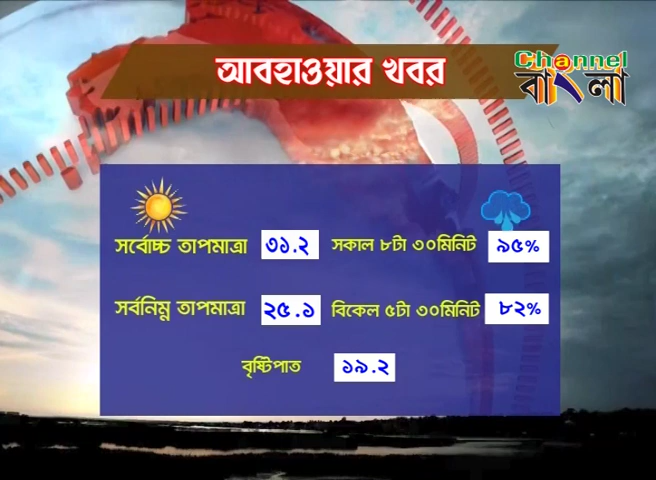 আবহাওয়ার খবর
Channel
বাংলা
সর্বোচ্চ তাপমাত্রা ৩১.২ সকাল ৮টা ৩০মিনিট ৯৫%
সর্বনিম্ন তাপমাত্রা ২৫.১ বিকেল ৫টা ৩০মিনিট ৮২%
বৃষ্টিপাত ১৯.২